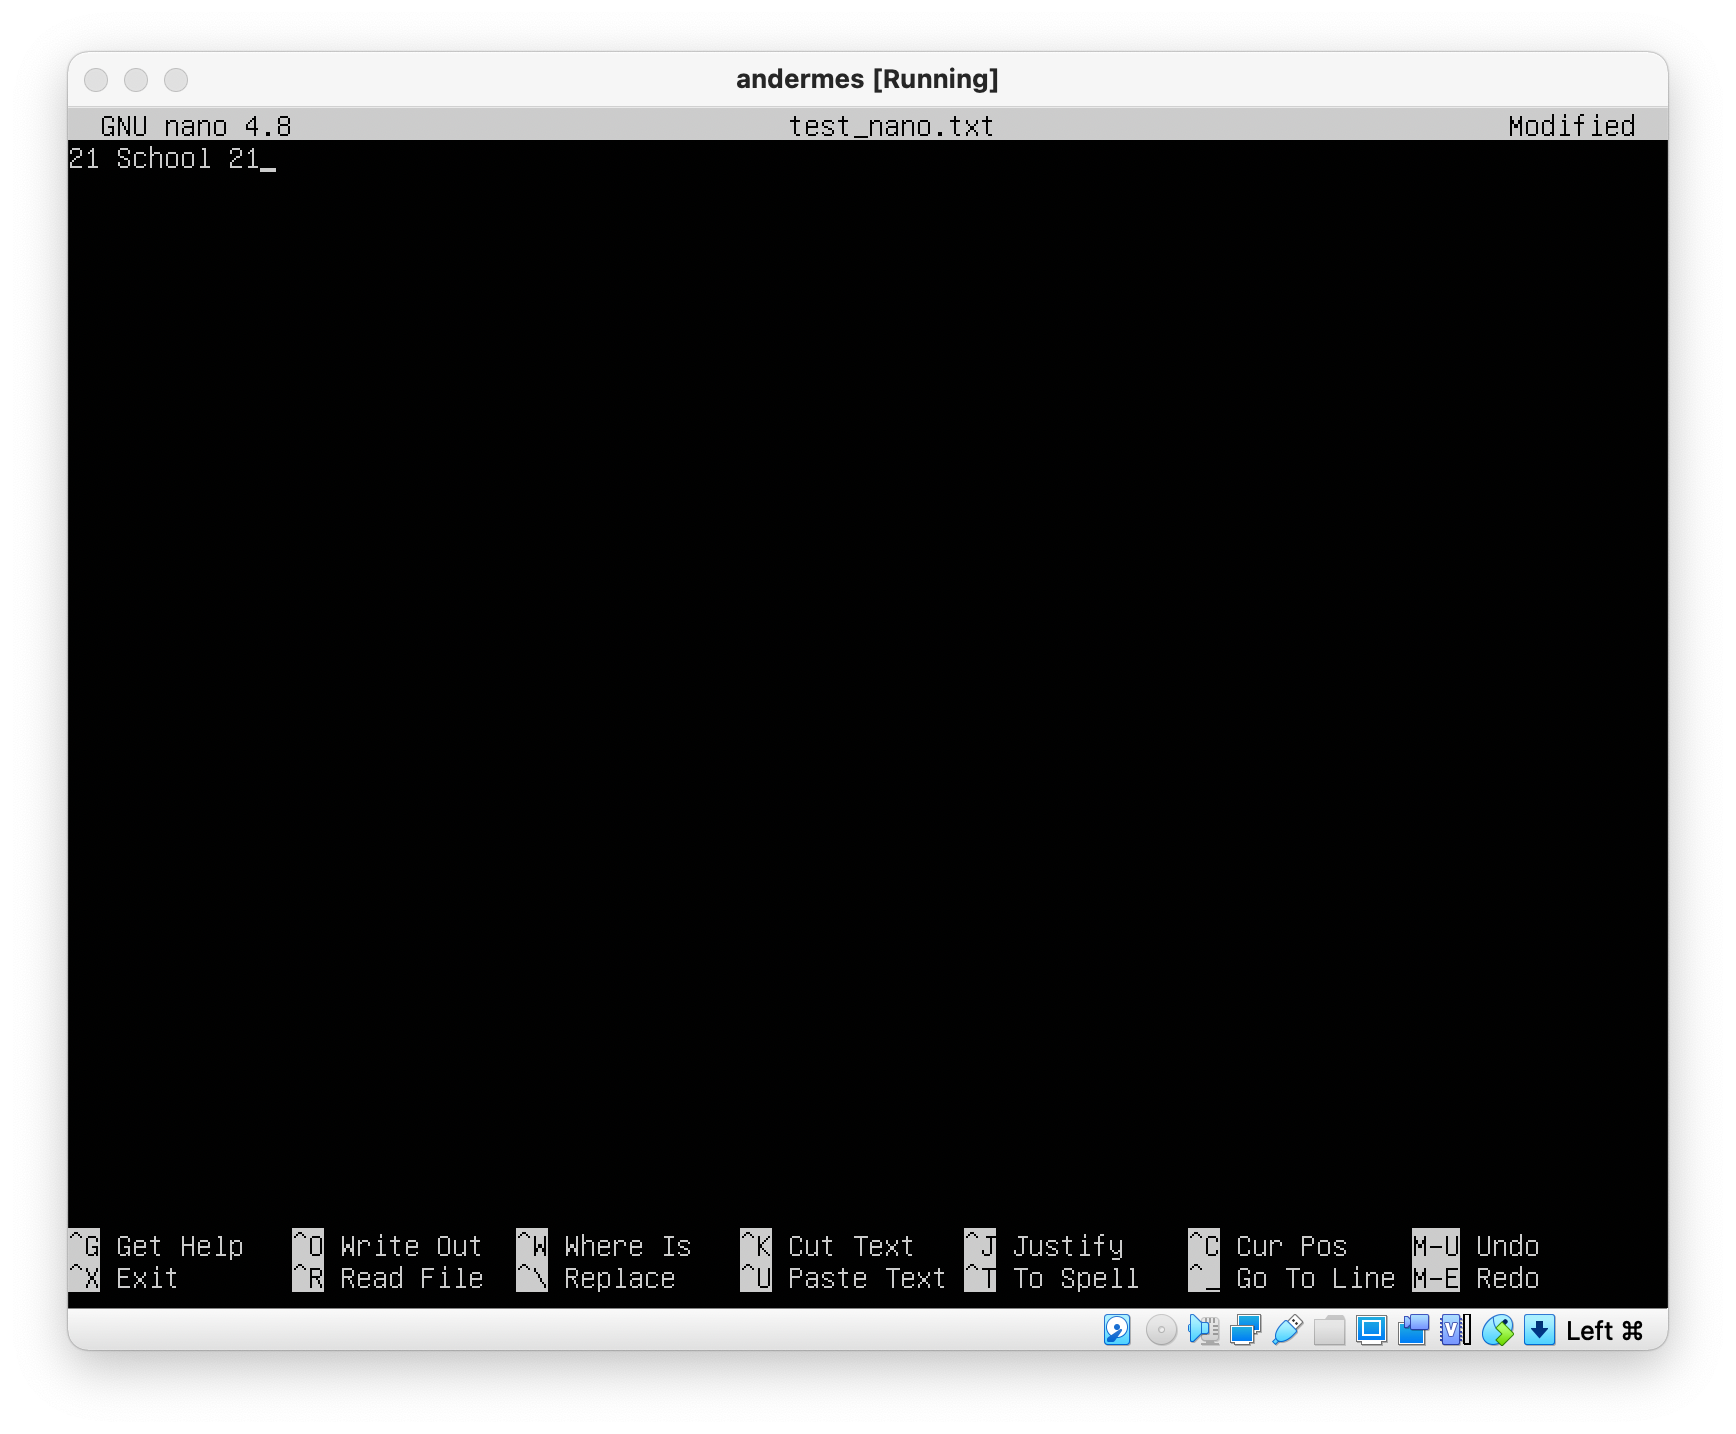 andermes [Running]
GNU nano 4.8 test_nano.txt Modified
21 School 21_
^G Get Help ^O Write Out ^W Where Is ^K Cut Text ^J Justify ^C Cur Pos M-U Undo
^X Exit ^R Read File ^\ Replace ^U Paste Text ^T To Spell ^_ Go To Line M-E Redo
Left ⌘